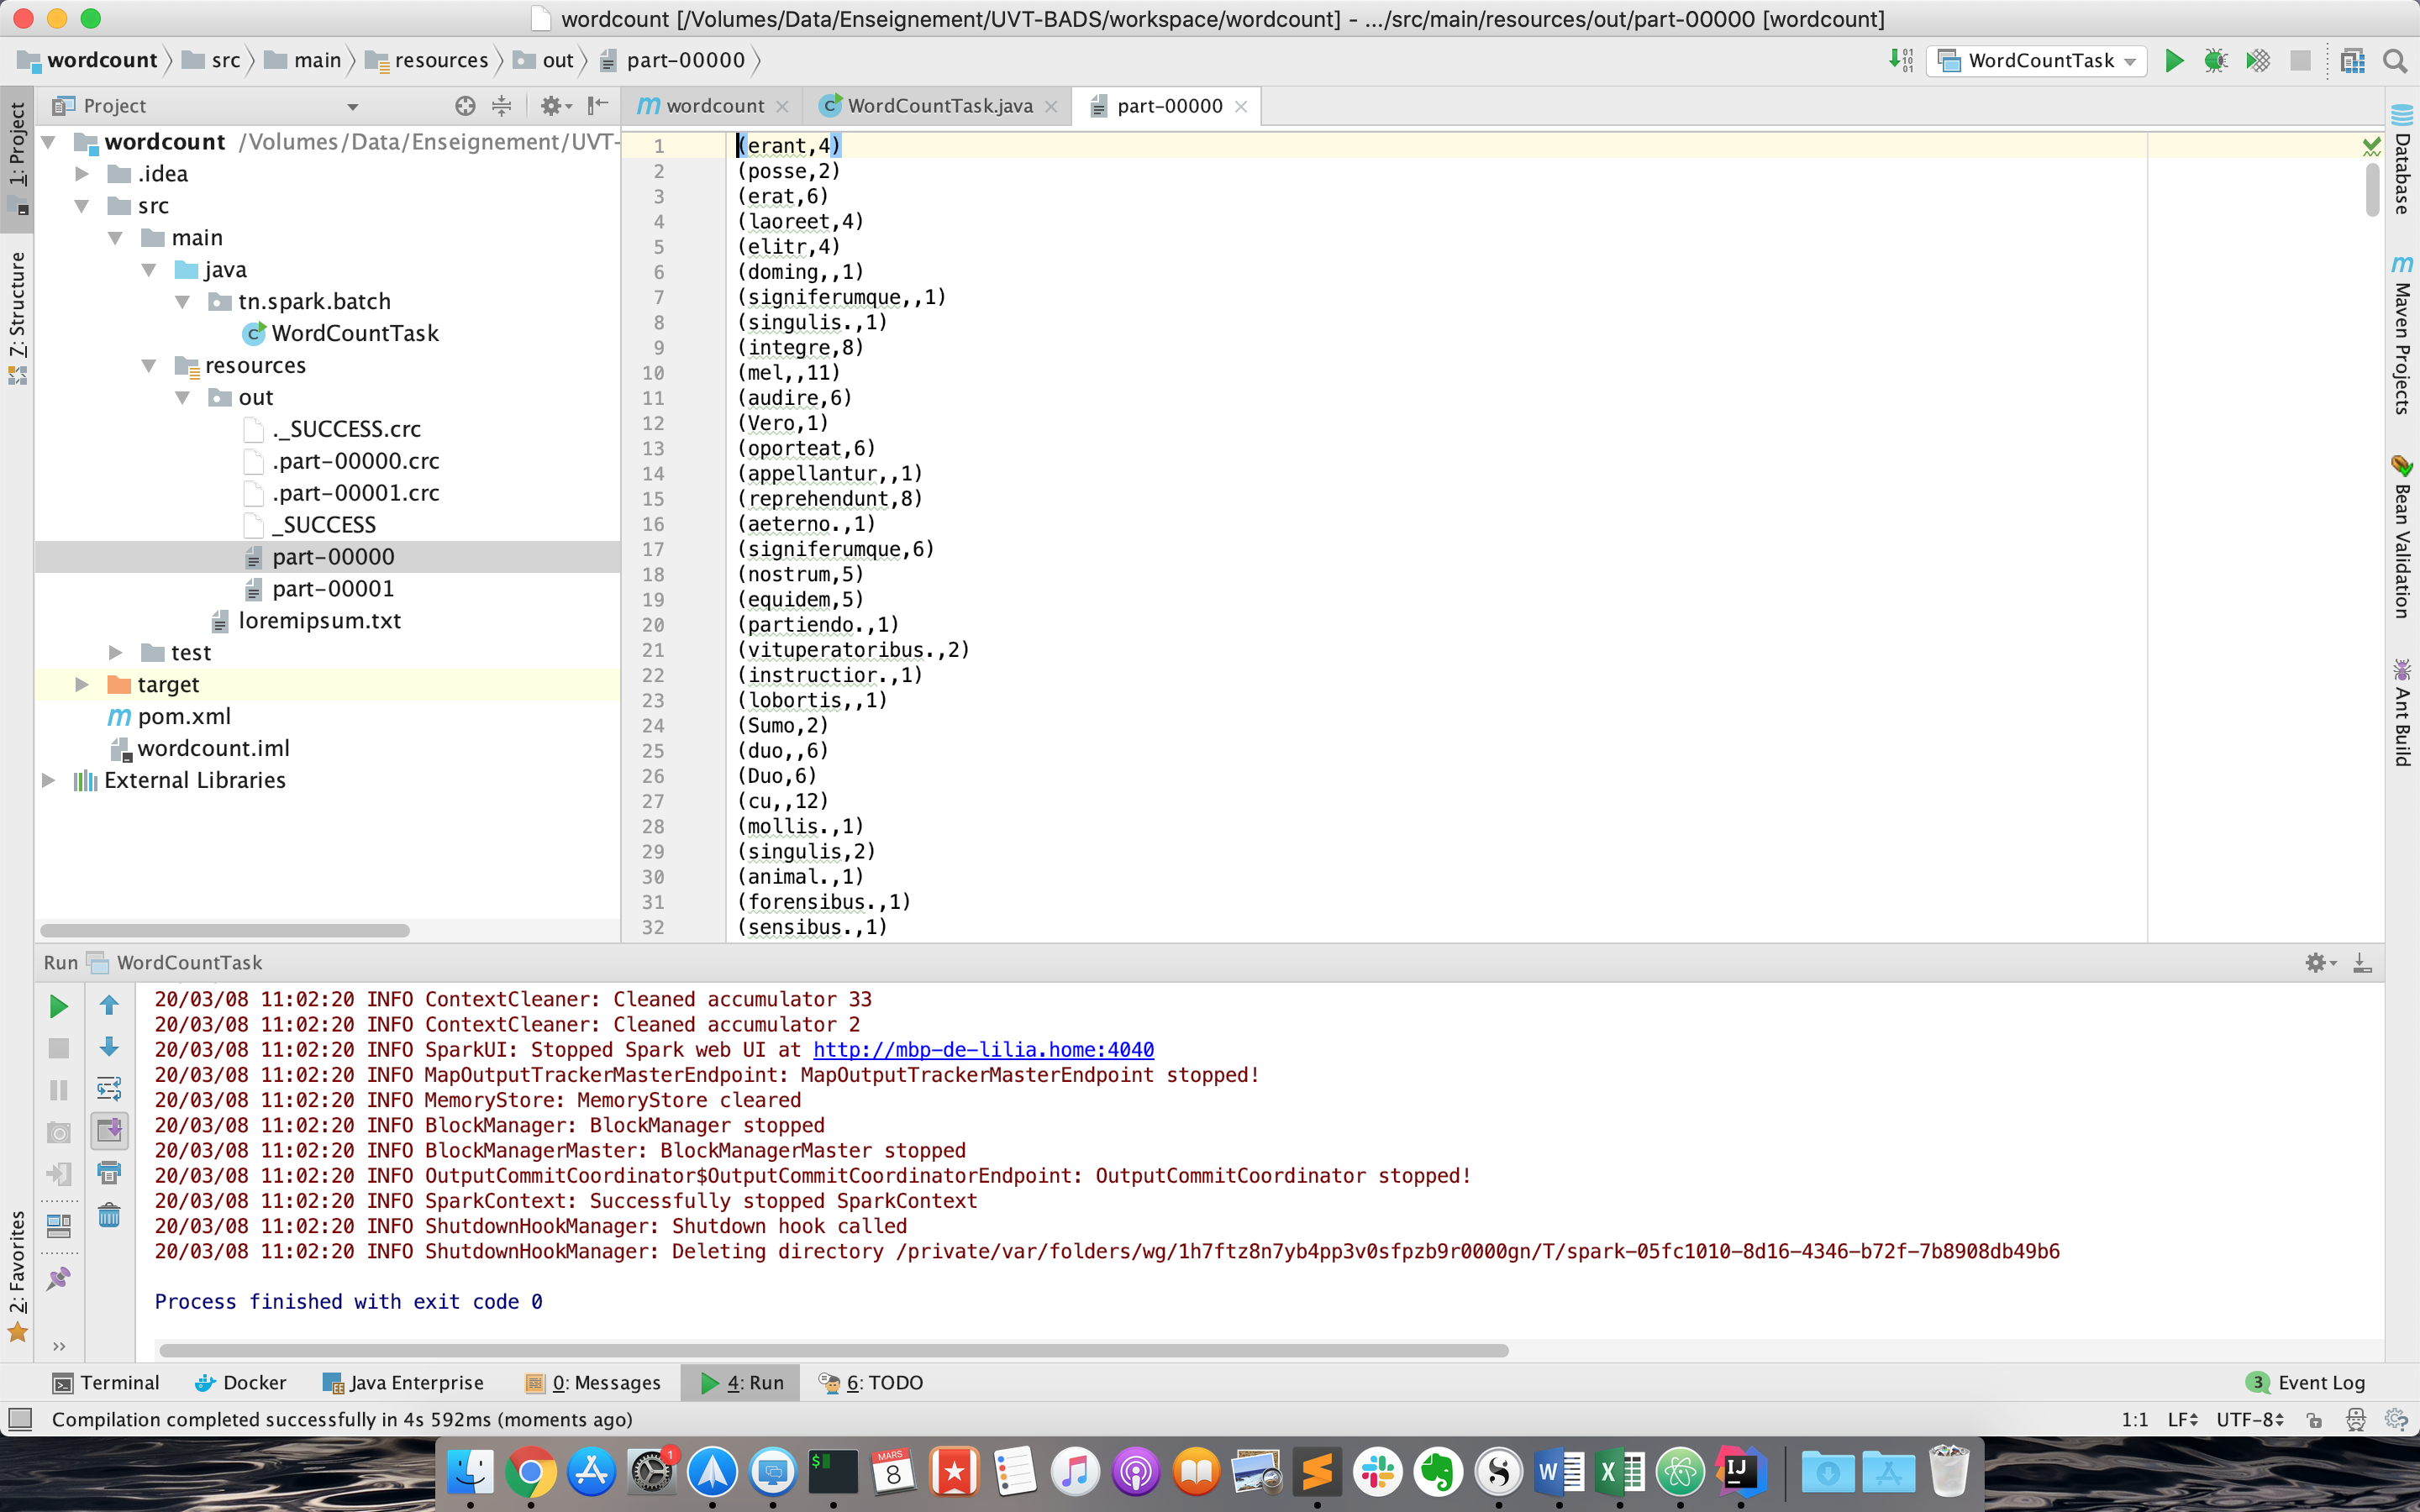 wordcount [/Volumes/Data/Enseignement/UVT-BADS/workspace/wordcount] - .../src/main/resources/out/part-00000 [wordcount]
wordcount src main resources out part-00000
WordCountTask
Project
wordcount WordCountTask.java part-00000
1: Project
7: Structure
2: Favorites
wordcount /Volumes/Data/Enseignement/UVT-
.idea
src
main
java
tn.spark.batch
WordCountTask
resources
out
._SUCCESS.crc
.part-00000.crc
.part-00001.crc
_SUCCESS
part-00000
part-00001
loremipsum.txt
test
target
pom.xml
wordcount.iml
External Libraries
1 (erant,4)
2 (posse,2)
3 (erat,6)
4 (laoreet,4)
5 (elitr,4)
6 (doming,,1)
7 (signiferumque,,1)
8 (singulis.,1)
9 (integre,8)
10 (mel,,11)
11 (audire,6)
12 (Vero,1)
13 (oporteat,6)
14 (appellantur,,1)
15 (reprehendunt,8)
16 (aeterno.,1)
17 (signiferumque,6)
18 (nostrum,5)
19 (equidem,5)
20 (partiendo.,1)
21 (vituperatoribus.,2)
22 (instructior.,1)
23 (lobortis,,1)
24 (Sumo,2)
25 (duo,,6)
26 (Duo,6)
27 (cu,,12)
28 (mollis.,1)
29 (singulis,2)
30 (animal.,1)
31 (forensibus.,1)
32 (sensibus.,1)
Database
Maven Projects
Bean Validation
Ant Build
Run WordCountTask
20/03/08 11:02:20 INFO ContextCleaner: Cleaned accumulator 33
20/03/08 11:02:20 INFO ContextCleaner: Cleaned accumulator 2
20/03/08 11:02:20 INFO SparkUI: Stopped Spark web UI at http://mbp-de-lilia.home:4040
20/03/08 11:02:20 INFO MapOutputTrackerMasterEndpoint: MapOutputTrackerMasterEndpoint stopped!
20/03/08 11:02:20 INFO MemoryStore: MemoryStore cleared
20/03/08 11:02:20 INFO BlockManager: BlockManager stopped
20/03/08 11:02:20 INFO BlockManagerMaster: BlockManagerMaster stopped
20/03/08 11:02:20 INFO OutputCommitCoordinator$OutputCommitCoordinatorEndpoint: OutputCommitCoordinator stopped!
20/03/08 11:02:20 INFO SparkContext: Successfully stopped SparkContext
20/03/08 11:02:20 INFO ShutdownHookManager: Shutdown hook called
20/03/08 11:02:20 INFO ShutdownHookManager: Deleting directory /private/var/folders/wg/1h7ftz8n7yb4pp3v0sfpzb9r0000gn/T/spark-05fc1010-8d16-4346-b72f-7b8908db49b6
Process finished with exit code 0
Terminal Docker Java Enterprise 0: Messages 4: Run 6: TODO 3 Event Log
Compilation completed successfully in 4s 592ms (moments ago) 1:1 LF UTF-8
1 $ MARS 8 W X IJ